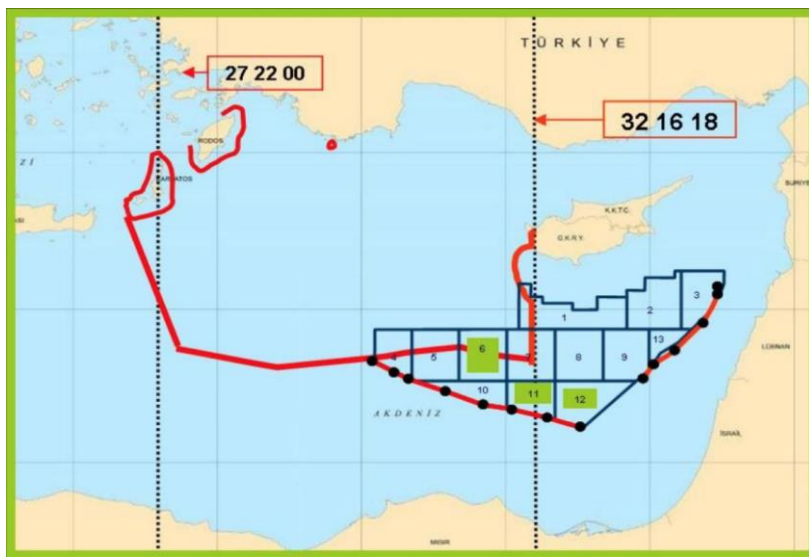 TÜRKİYE
27 22 00
32 16 18
RODOS
ZI
SURİYE
K.K.T.C.
G.K.R.Y.
3
2
1
13
LÜBNAN
4
5
6
7
8
9
10
11
12
AKDENİZ
İSRAİL
MISIR